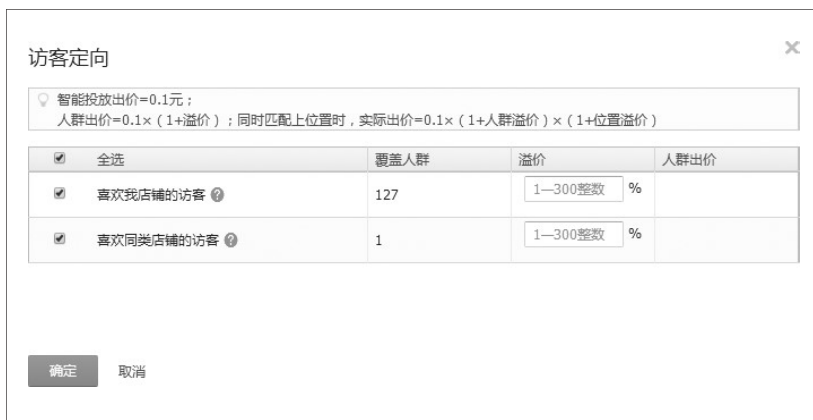 访客定向
智能投放出价=0.1元；
人群出价=0.1×（1+溢价）；同时匹配上位置时，实际出价=0.1×（1+人群溢价）×（1+位置溢价）
全选 覆盖人群 溢价 人群出价
喜欢我店铺的访客 ? 127 1—300整数 %
喜欢同类店铺的访客 ? 1 1—300整数 %
确定 取消